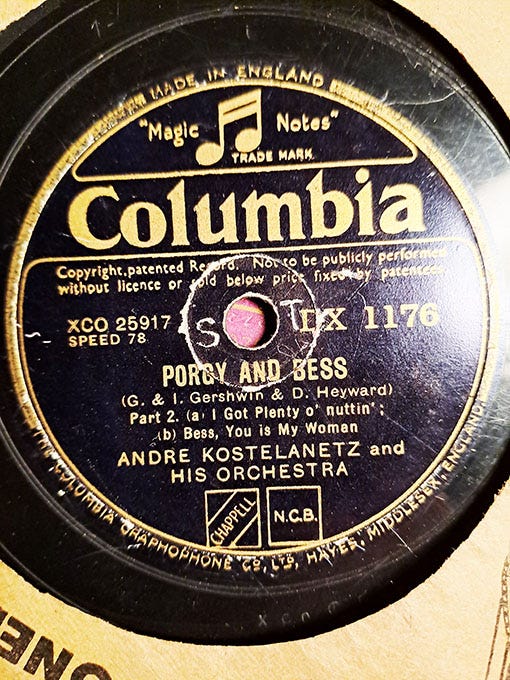 MADE IN ENGLAND
"Magic Notes"
TRADE MARK
Columbia
Copyright, patented Record. Not to be publicly performed
without licence or sold below price fixed by patentees.
XCO 25917
SPEED 78
S T
DX 1176
PORGY AND BESS
(G. & I. Gershwin & D. Heyward)
Part 2. (a) I Got Plenty o' nuttin';
(b) Bess, You is My Woman
ANDRE KOSTELANETZ and
HIS ORCHESTRA
CHAPPELL
N.C.B.
THE COLUMBIA GRAPHOPHONE CO. LTD, HAYES, MIDDLESEX, ENGLAND
XCO